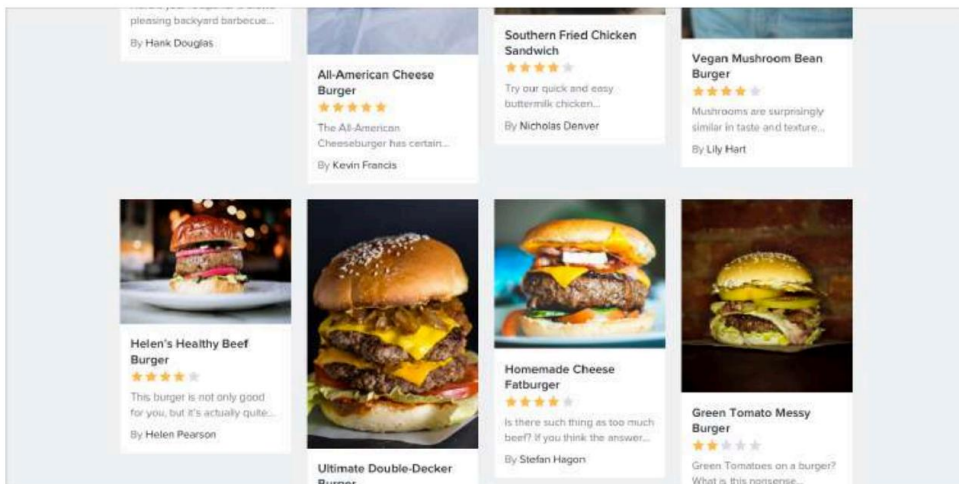 pleasing backyard barbecue...
By Hank Douglas
All-American Cheese
Burger
The All-American
Cheeseburger has certain...
By Kevin Francis
Southern Fried Chicken
Sandwich
Try our quick and easy
buttermilk chicken...
By Nicholas Denver
Vegan Mushroom Bean
Burger
Mushrooms are surprisingly
similar in taste and texture...
By Lily Hart
Helen's Healthy Beef
Burger
This burger is not only good
for you, but it's actually quite...
By Helen Pearson
Ultimate Double-Decker
Burger
Homemade Cheese
Fatburger
Is there such thing as too much
beef? If you think the answer...
By Stefan Hagon
Green Tomato Messy
Burger
Green Tomatoes on a burger?
What is this nonsense...